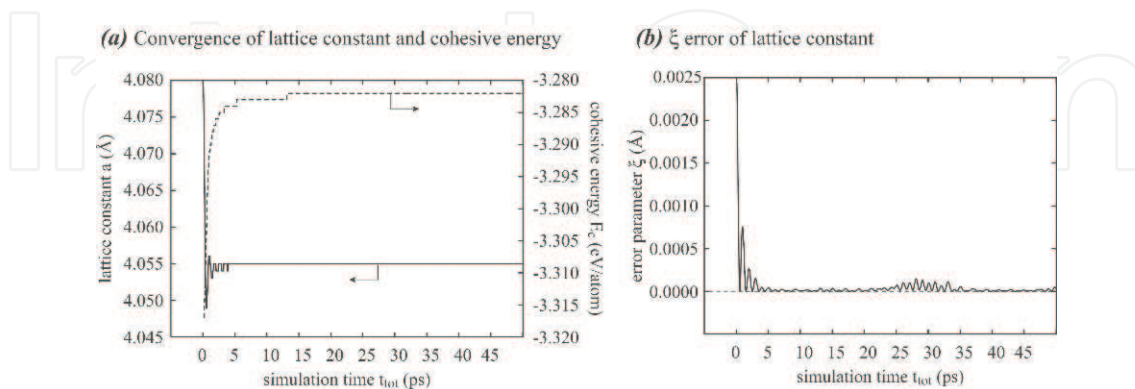 (a) Convergence of lattice constant and cohesive energy
4.080
4.075
4.070
4.065
4.060
4.055
4.050
4.045
lattice constant a (Å)
-3.280
-3.285
-3.290
-3.295
-3.300
-3.305
-3.310
-3.315
-3.320
cohesive energy E_c (eV/atom)
0 5 10 15 20 25 30 35 40 45
simulation time t_tot (ps)
(b) ξ error of lattice constant
0.0025
0.0020
0.0015
0.0010
0.0005
0.0000
error parameter ξ (Å)
0 5 10 15 20 25 30 35 40 45
simulation time t_tot (ps)